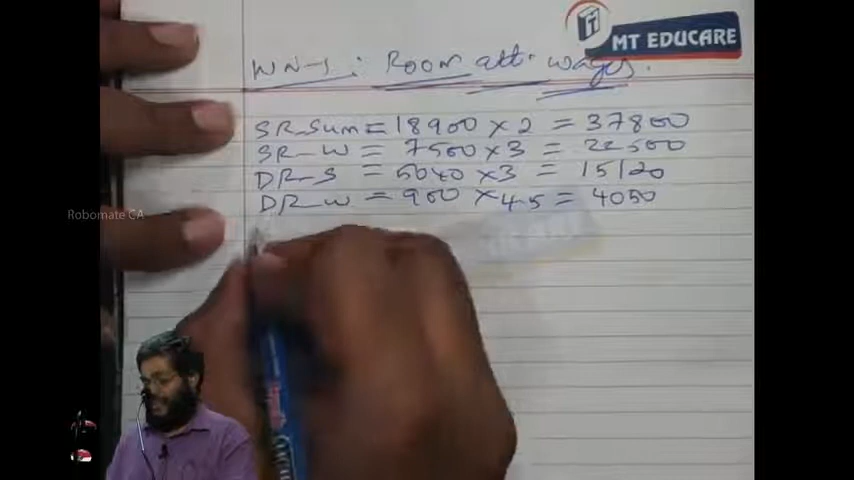 MT EDUCARE
WN-1 : Room att. wages.
SR-Sum = 18900 × 2 = 37800
SR-W = 7500 × 3 = 22500
DR-S = 5040 × 3 = 15120
DR-W = 900 × 4.5 = 4050
Robomate CA